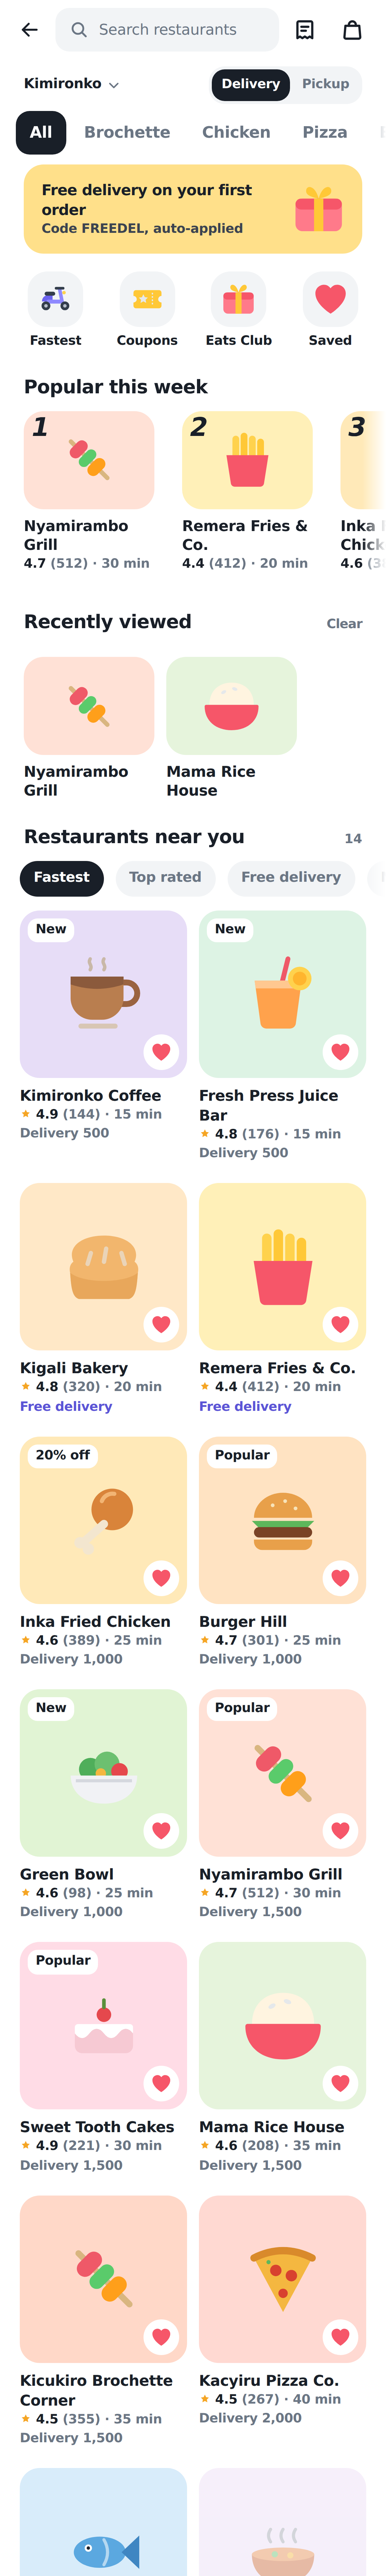 Search restaurants
Kimironko
Delivery
Pickup
All
Brochette
Chicken
Pizza
Free delivery on your first
order
Code FREEDEL, auto-applied
Fastest
Coupons
Eats Club
Saved
Popular this week
1
2
3
Nyamirambo
Grill
4.7 (512) · 30 min
Remera Fries &
Co.
4.4 (412) · 20 min
Inka
Chick
4.6
Recently viewed
Clear
Nyamirambo
Grill
Mama Rice
House
Restaurants near you
14
Fastest
Top rated
Free delivery
New
Kimironko Coffee
4.9 (144) · 15 min
Delivery 500
New
Fresh Press Juice
Bar
4.8 (176) · 15 min
Delivery 500
Kigali Bakery
4.8 (320) · 20 min
Free delivery
Remera Fries & Co.
4.4 (412) · 20 min
Free delivery
20% off
Inka Fried Chicken
4.6 (389) · 25 min
Delivery 1,000
Popular
Burger Hill
4.7 (301) · 25 min
Delivery 1,000
New
Green Bowl
4.6 (98) · 25 min
Delivery 1,000
Popular
Nyamirambo Grill
4.7 (512) · 30 min
Delivery 1,500
Popular
Sweet Tooth Cakes
4.9 (221) · 30 min
Delivery 1,500
Mama Rice House
4.6 (208) · 35 min
Delivery 1,500
Kicukiro Brochette
Corner
4.5 (355) · 35 min
Delivery 1,500
Kacyiru Pizza Co.
4.5 (267) · 40 min
Delivery 2,000